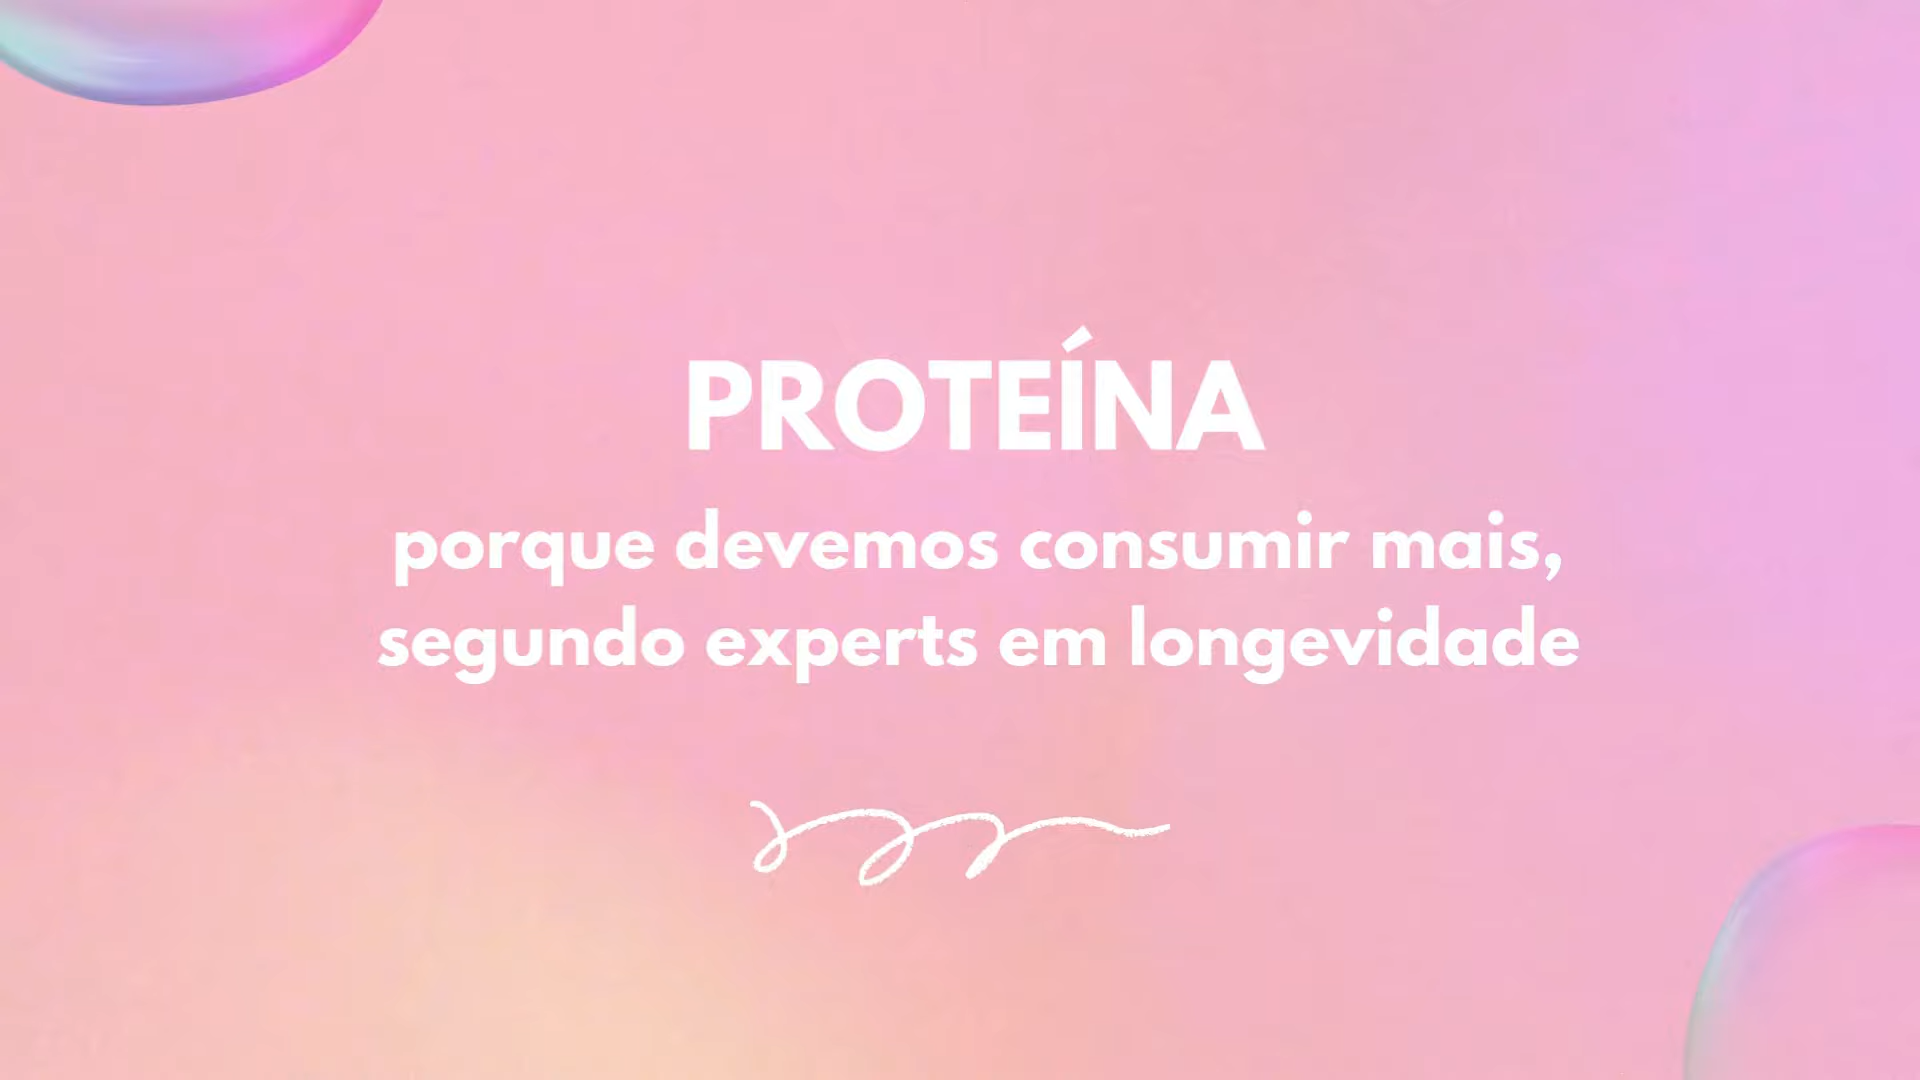 PROTEÍNA
porque devemos consumir mais,
segundo experts em longevidade